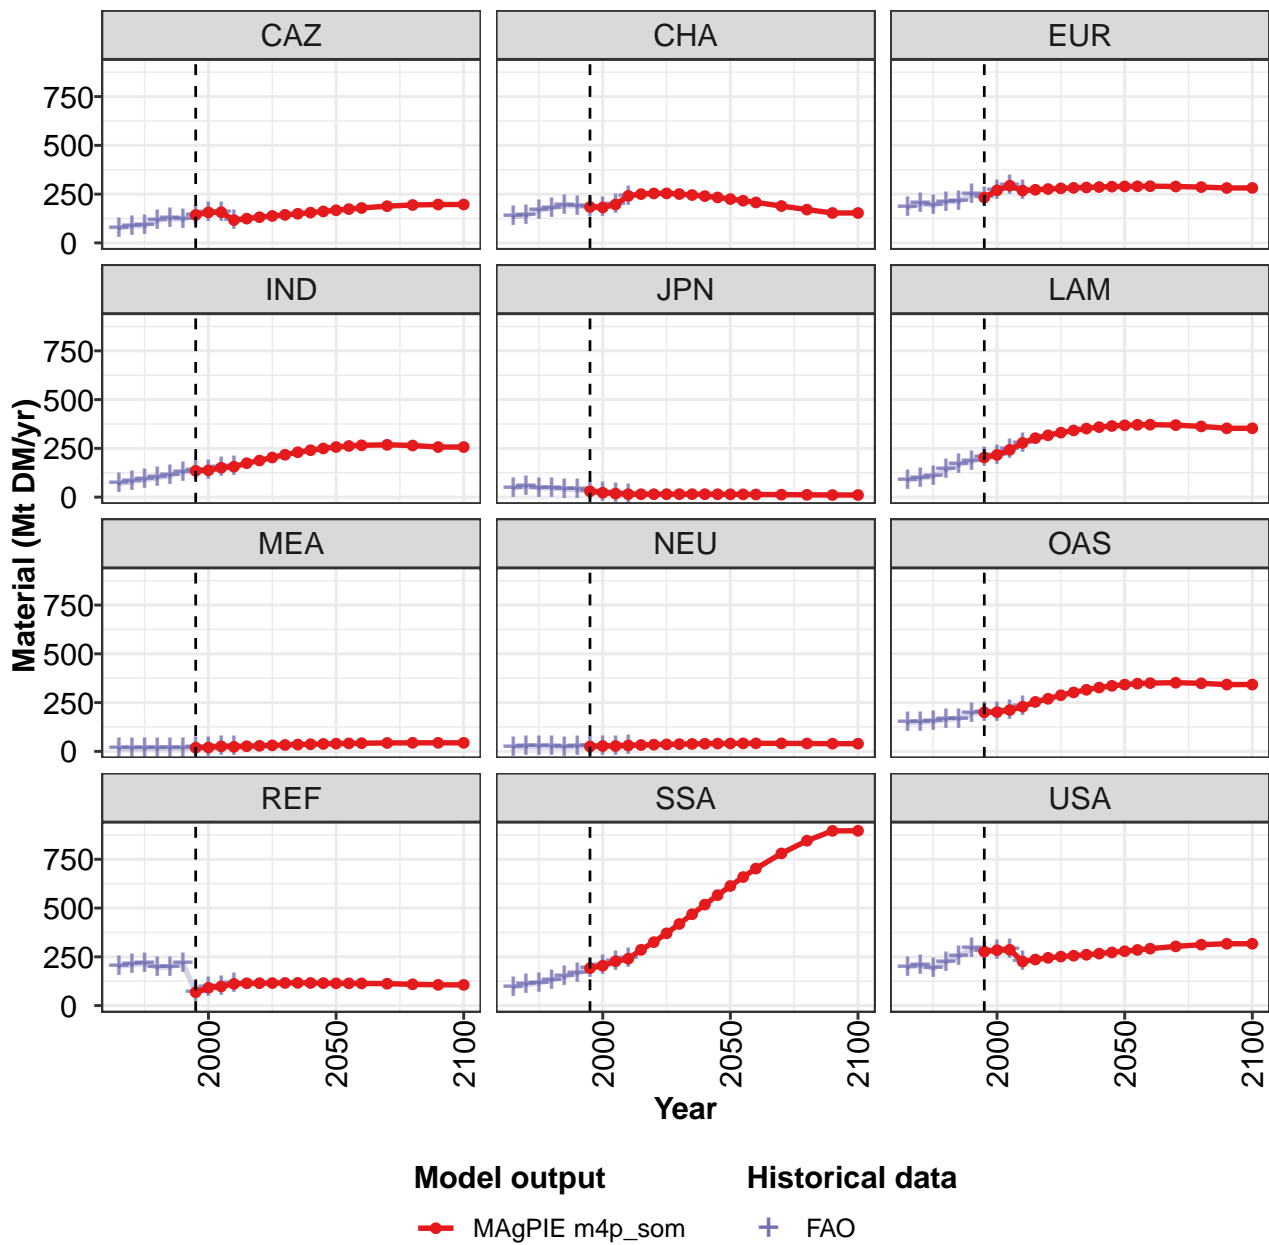 CAZ CHA EUR
750
500
250
0
IND JPN LAM
750
500
250
0
MEA NEU OAS
750
500
250
0
REF SSA USA
750
500
250
0
Material (Mt DM/yr)
2000 2050 2100 2000 2050 2100 2000 2050 2100
Year
Model output Historical data
MAgPIE m4p_som FAO